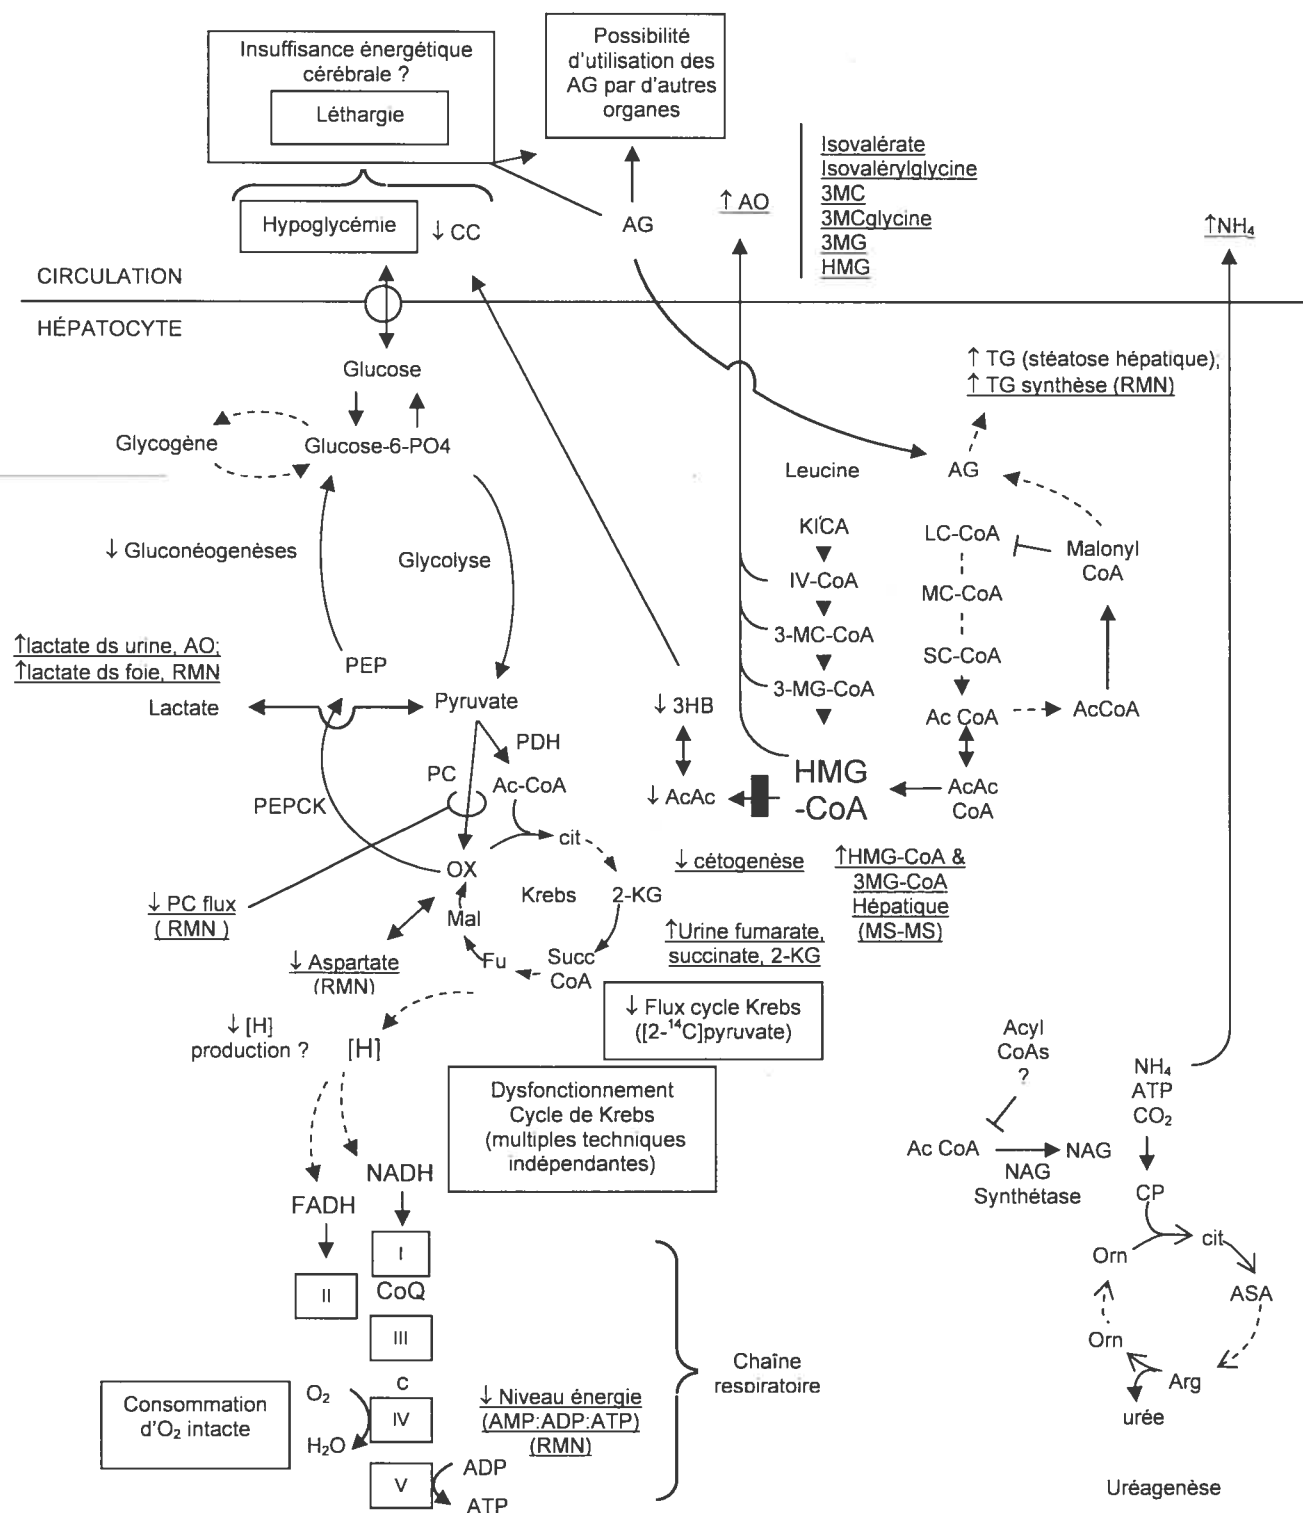 Insuffisance énergétique
cérébrale ?
Léthargie
Possibilité
d'utilisation des
AG par d'autres
organes
Isovalérate
Isovalérylglycine
3MC
3MCglycine
3MG
HMG
↑ AO
↑NH₄
Hypoglycémie
↓ CC
AG
CIRCULATION
HÉPATOCYTE
Glucose
↑ TG (stéatose hépatique);
↑ TG synthèse (RMN)
Glycogène
Glucose-6-PO4
Leucine
AG
KICA
LC-CoA
Malonyl
CoA
↓ Gluconéogenèses
Glycolyse
IV-CoA
MC-CoA
3-MC-CoA
SC-CoA
↑lactate ds urine, AO;
↑lactate ds foie, RMN
PEP
3-MG-CoA
Lactate
Pyruvate
↓ 3HB
Ac CoA
AcCoA
PDH
PC
Ac-CoA
HMG
-CoA
↓ AcAc
AcAc
CoA
PEPCK
cit
OX
↓ cétogenèse
↑HMG-CoA &
3MG-CoA
Hépatique
(MS-MS)
Krebs
2-KG
↓ PC flux
( RMN )
Mal
↑Urine fumarate,
succinate, 2-KG
↓ Aspartate
(RMN)
Fu
Succ
CoA
↓ Flux cycle Krebs
([2-¹⁴C]pyruvate)
↓ [H]
production ?
[H]
Acyl
CoAs
?
NH₄
ATP
CO₂
Dysfonctionnement
Cycle de Krebs
(multiples techniques
indépendantes)
Ac CoA
NAG
NAG
Synthétase
NADH
FADH
CP
I
CoQ
II
III
Orn
cit
ASA
Orn
Arg
urée
Chaîne
respiratoire
c
Consommation
d'O₂ intacte
O₂
H₂O
IV
↓ Niveau énergie
(AMP:ADP:ATP)
(RMN)
V
ADP
ATP
Uréagenèse